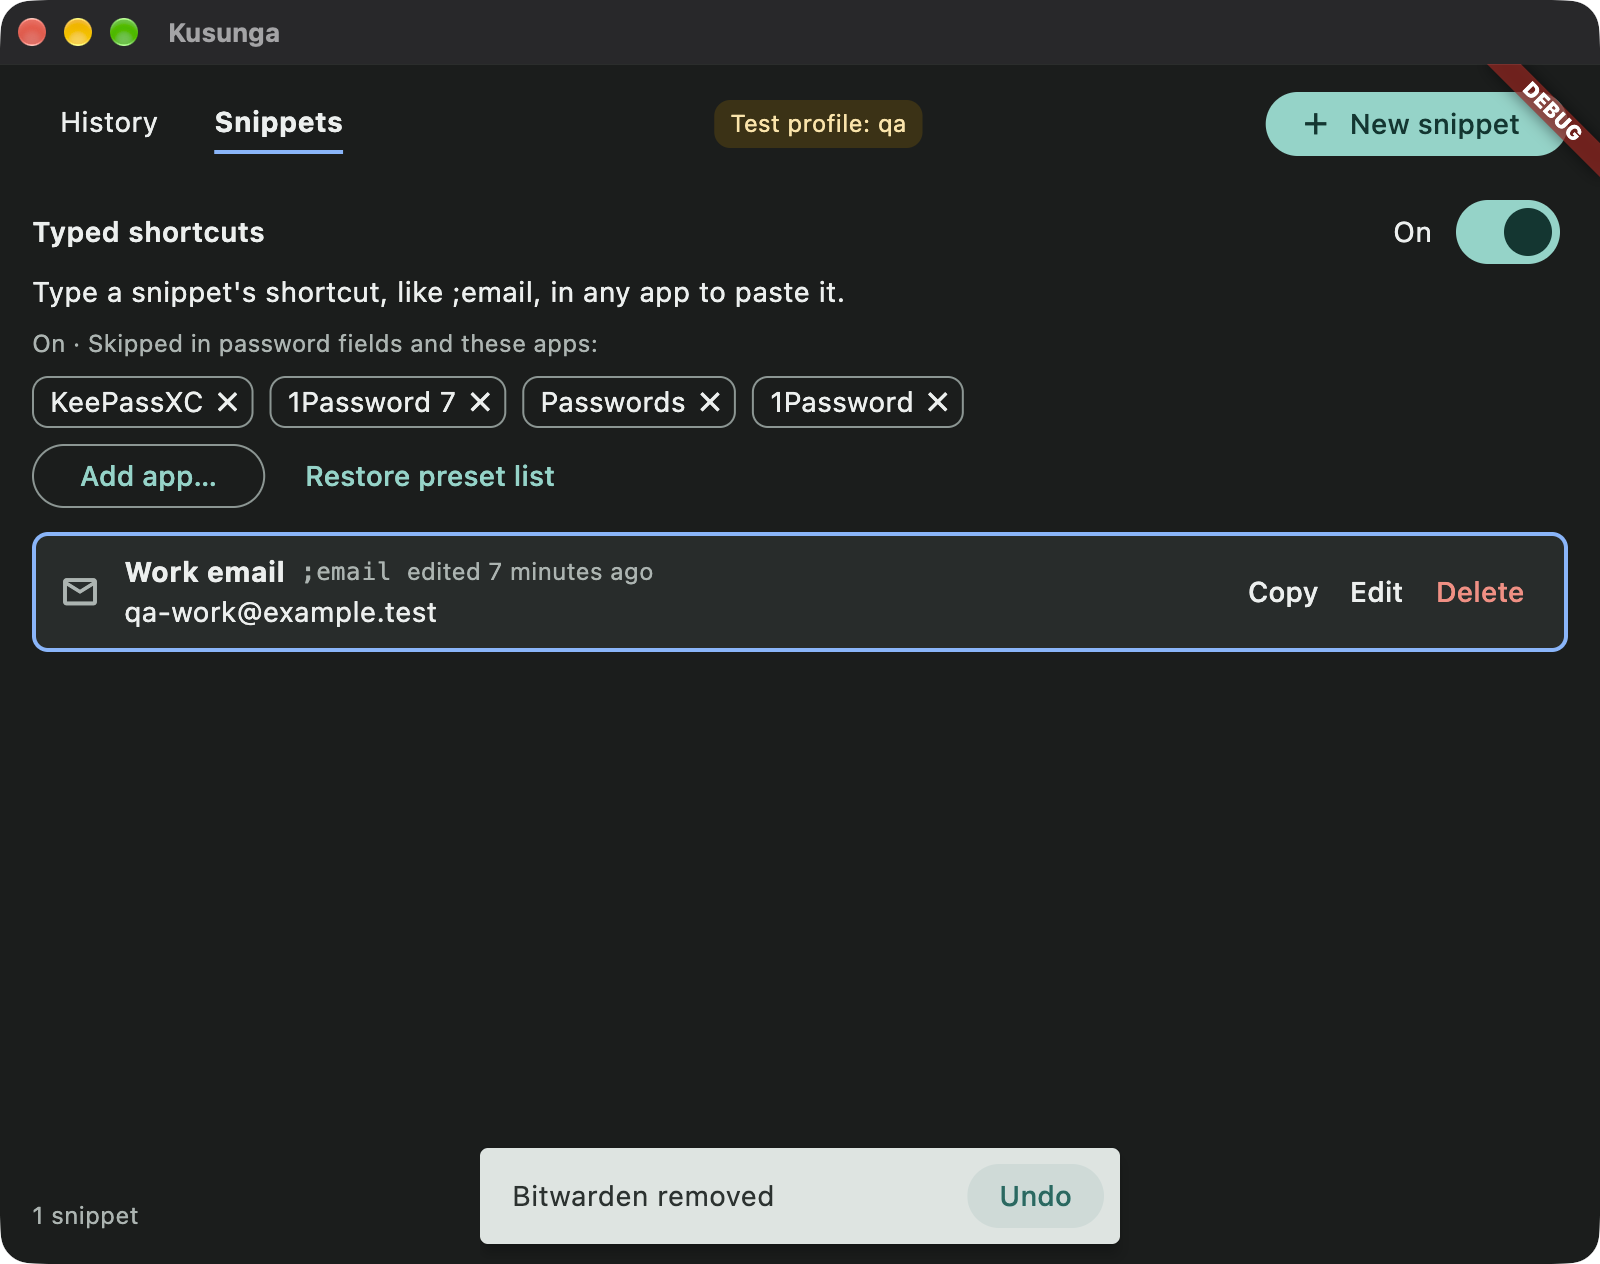 Kusunga
History Snippets Test profile: qa + New snippet
DEBUG
Typed shortcuts On
Type a snippet's shortcut, like ;email, in any app to paste it.
On · Skipped in password fields and these apps:
KeePassXC ✕ 1Password 7 ✕ Passwords ✕ 1Password ✕
Add app... Restore preset list
Work email ;email edited 7 minutes ago
qa-work@example.test
Copy Edit Delete
Bitwarden removed Undo
1 snippet